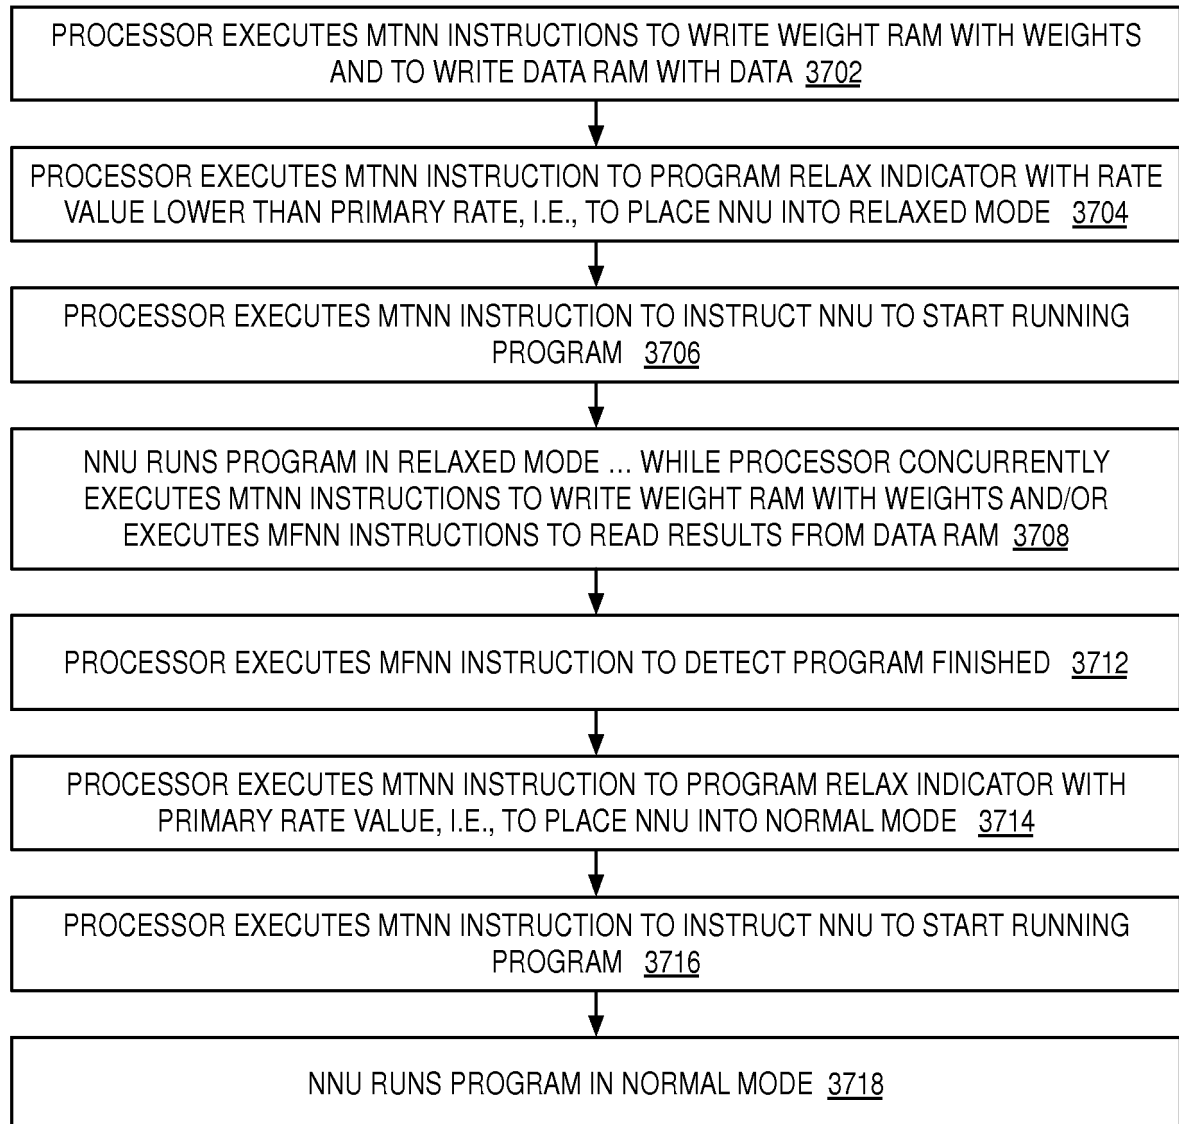 PROCESSOR EXECUTES MTNN INSTRUCTIONS TO WRITE WEIGHT RAM WITH WEIGHTS
AND TO WRITE DATA RAM WITH DATA 3702
PROCESSOR EXECUTES MTNN INSTRUCTION TO PROGRAM RELAX INDICATOR WITH RATE
VALUE LOWER THAN PRIMARY RATE, I.E., TO PLACE NNU INTO RELAXED MODE 3704
PROCESSOR EXECUTES MTNN INSTRUCTION TO INSTRUCT NNU TO START RUNNING
PROGRAM 3706
NNU RUNS PROGRAM IN RELAXED MODE ... WHILE PROCESSOR CONCURRENTLY
EXECUTES MTNN INSTRUCTIONS TO WRITE WEIGHT RAM WITH WEIGHTS AND/OR
EXECUTES MFNN INSTRUCTIONS TO READ RESULTS FROM DATA RAM 3708
PROCESSOR EXECUTES MFNN INSTRUCTION TO DETECT PROGRAM FINISHED 3712
PROCESSOR EXECUTES MTNN INSTRUCTION TO PROGRAM RELAX INDICATOR WITH
PRIMARY RATE VALUE, I.E., TO PLACE NNU INTO NORMAL MODE 3714
PROCESSOR EXECUTES MTNN INSTRUCTION TO INSTRUCT NNU TO START RUNNING
PROGRAM 3716
NNU RUNS PROGRAM IN NORMAL MODE 3718